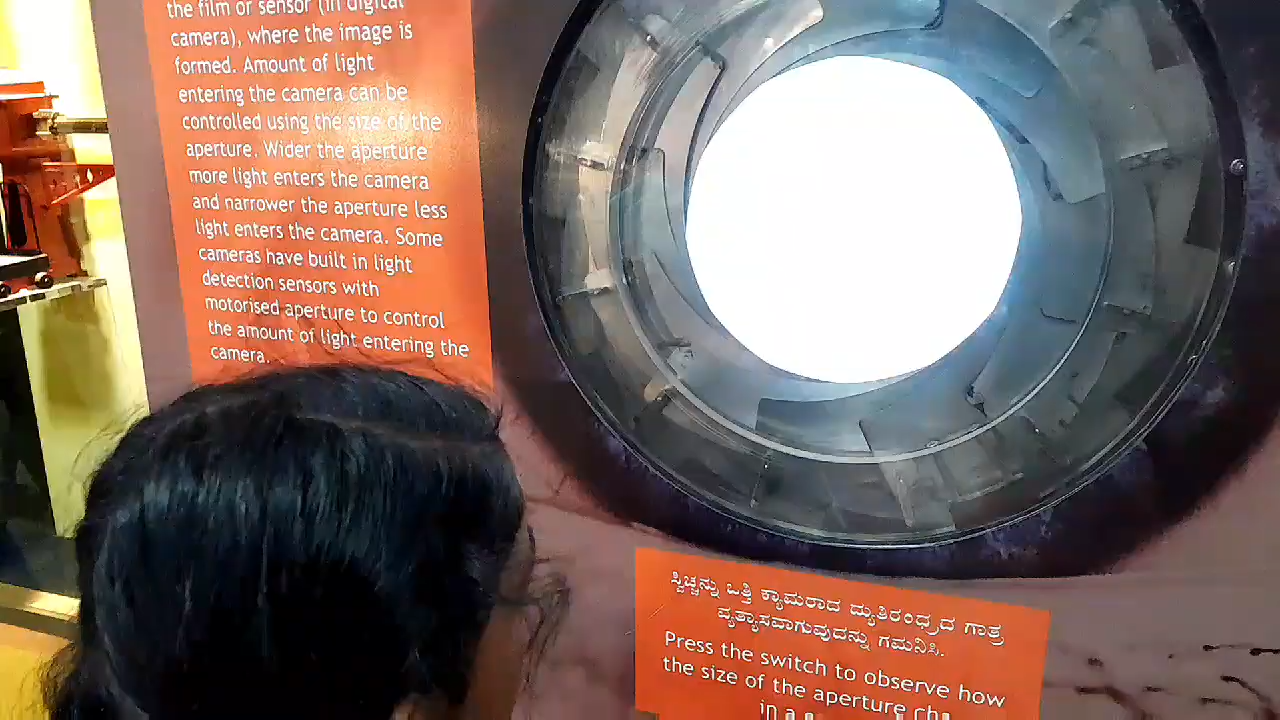 the film or sensor (in digital
camera), where the image is
formed. Amount of light
entering the camera can be
controlled using the size of the
aperture. Wider the aperture
more light enters the camera
and narrower the aperture less
light enters the camera. Some
cameras have built in light
detection sensors with
motorised aperture to control
the amount of light entering the
camera.
ಸ್ವಿಚ್ಚನ್ನು ಒತ್ತಿ ಕ್ಯಾಮರಾದ ದ್ಯುತಿರಂಧ್ರದ ಗಾತ್ರ
ವ್ಯತ್ಯಾಸವಾಗುವುದನ್ನು ಗಮನಿಸಿ.
Press the switch to observe how
the size of the aperture
in a